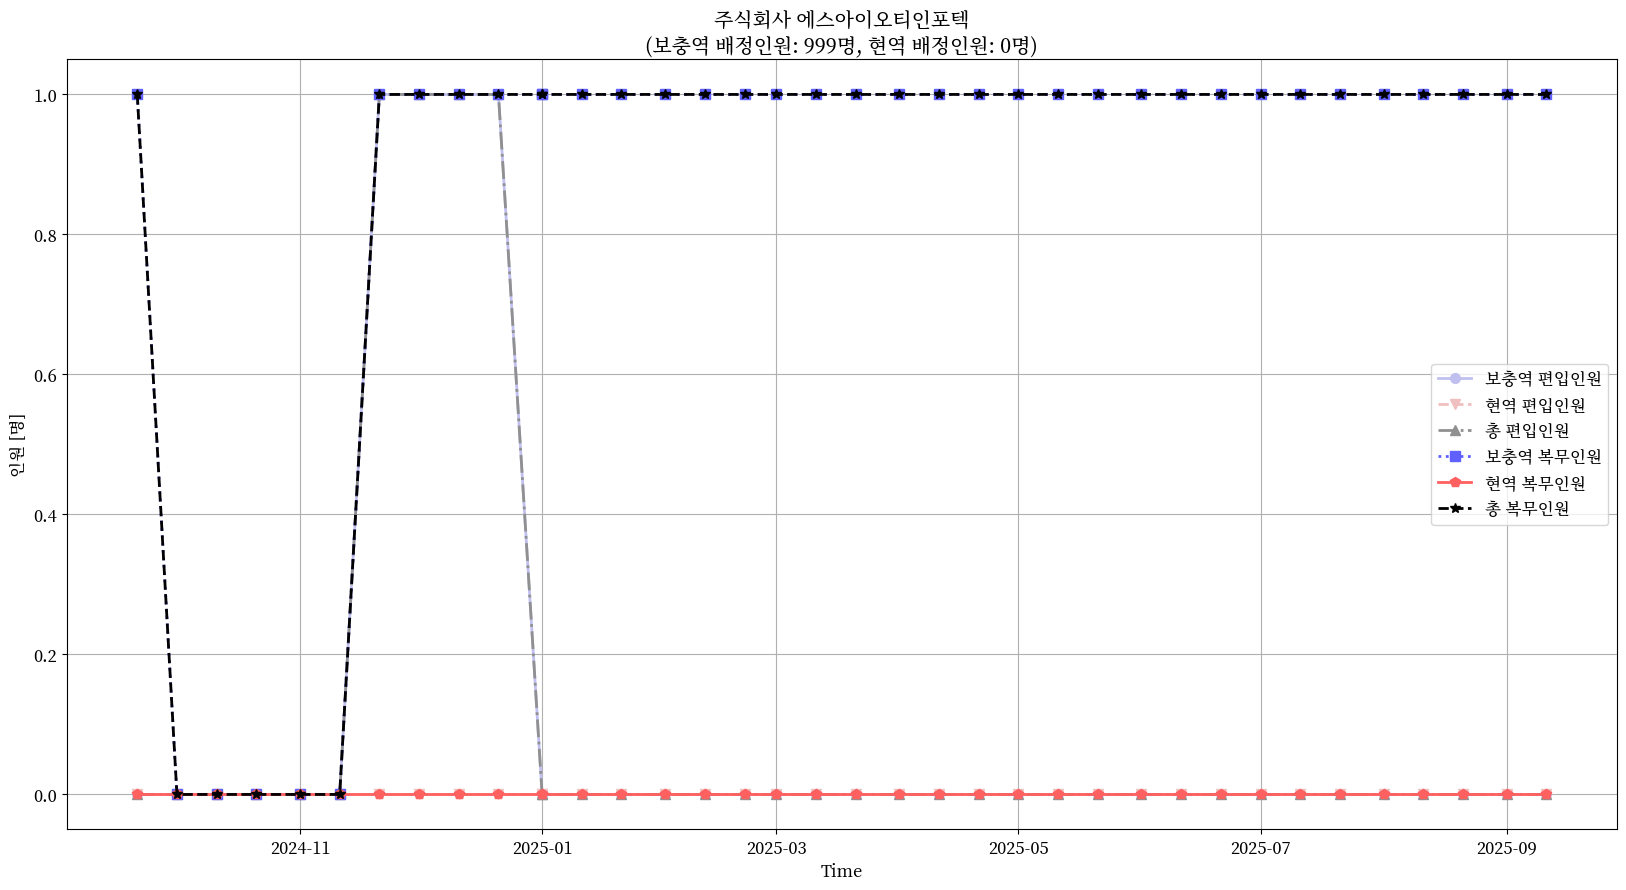 주식회사 에스아이오티인포텍
(보충역 배정인원: 999명, 현역 배정인원: 0명)
인원 [명]
1.0
0.8
0.6
0.4
0.2
0.0
보충역 편입인원
현역 편입인원
총 편입인원
보충역 복무인원
현역 복무인원
총 복무인원
2024-11
2025-01
2025-03
2025-05
2025-07
2025-09
Time